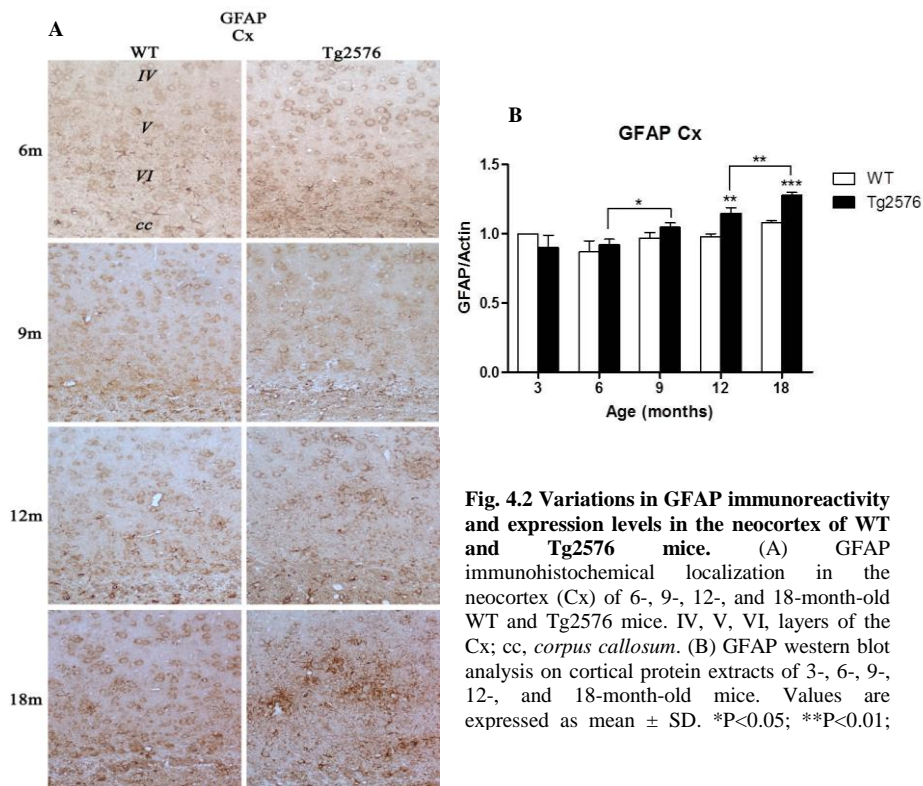 A
GFAP
Cx
WT Tg2576
6m
IV
V
VI
cc
9m
12m
18m
B
GFAP Cx
GFAP/Actin
1.5
1.0
0.5
0.0
*
**
**
***
3 6 9 12 18
Age (months)
WT
Tg2576
Fig. 4.2 Variations in GFAP immunoreactivity
and expression levels in the neocortex of WT
and Tg2576 mice. (A) GFAP
immunohistochemical localization in the
neocortex (Cx) of 6-, 9-, 12-, and 18-month-old
WT and Tg2576 mice. IV, V, VI, layers of the
Cx; cc, corpus callosum. (B) GFAP western blot
analysis on cortical protein extracts of 3-, 6-, 9-,
12-, and 18-month-old mice. Values are
expressed as mean ± SD. *P<0.05; **P<0.01;